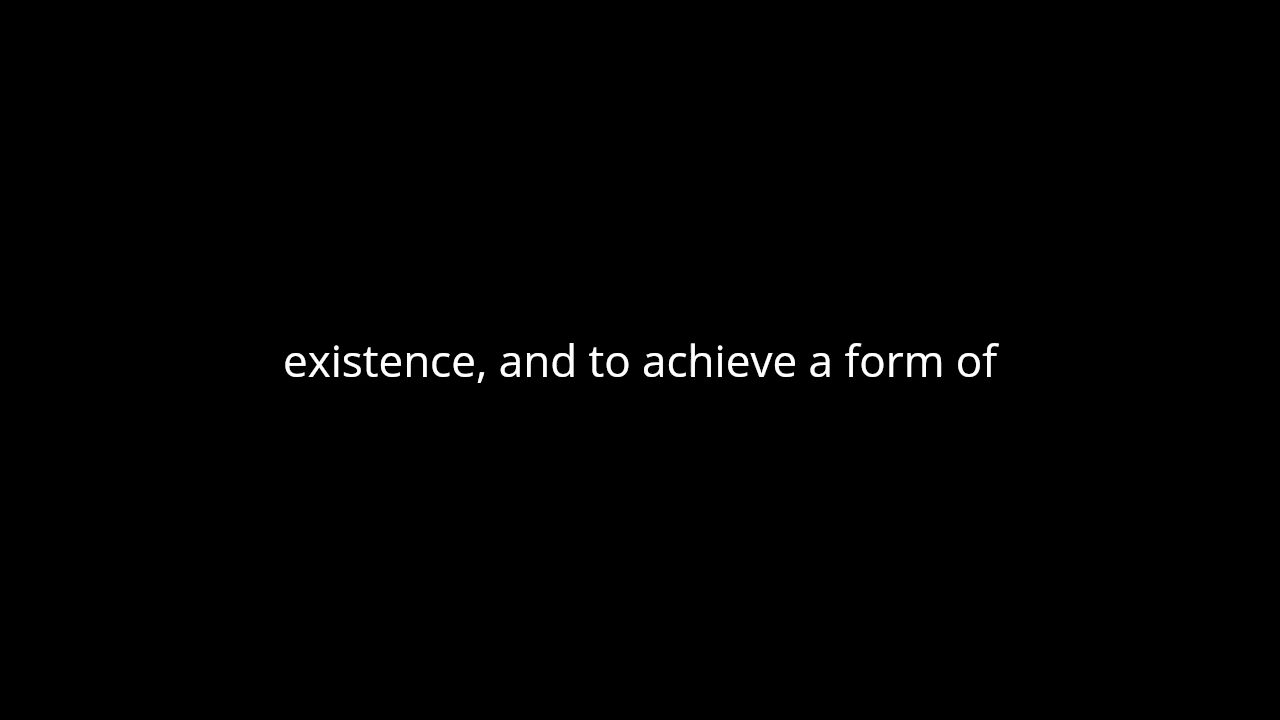 existence, and to achieve a form of